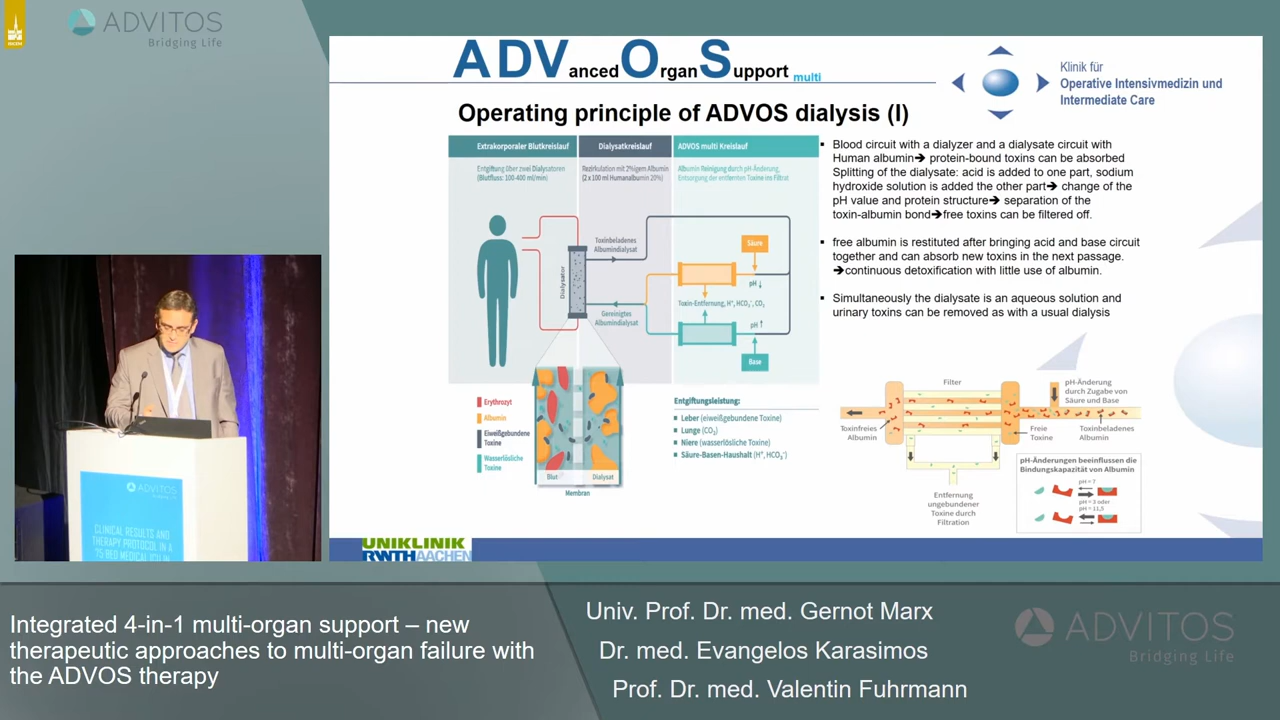 ADVITOS
Bridging Life
ADVanced Organ Support multi
Klinik für
Operative Intensivmedizin und
Intermediate Care
Operating principle of ADVOS dialysis (I)
Extrakorporaler Blutkreislauf
Dialysatkreislauf
ADVOS multi Kreislauf
Entgiftung über zwei Dialysatoren
(Blutfluss: 100-400 ml/min)
Rezirkulation mit 2%igem Albumin
(2 x 100 ml Humanalbumin 20%)
Albumin Reinigung durch pH-Änderung,
Entsorgung der entfernten Toxine ins Filtrat
Toxinbeladenes
Albumindialysat
Dialysator
Gereinigtes
Albumindialysat
Säure
pH ↓
Toxin-Entfernung, H⁺, HCO₃⁻, CO₂
pH ↑
Base
Erythrozyt
Albumin
Eiweißgebundene
Toxine
Wasserlösliche
Toxine
Blut
Dialysat
Membran
Entgiftungsleistung:
Leber (eiweißgebundene Toxine)
Lunge (CO₂)
Niere (wasserlösliche Toxine)
Säure-Basen-Haushalt (H⁺, HCO₃⁻)
▪ Blood circuit with a dialyzer and a dialysate circuit with
Human albumin➔ protein-bound toxins can be absorbed
Splitting of the dialysate: acid is added to one part, sodium
hydroxide solution is added the other part➔ change of the
pH value and protein structure➔ separation of the
toxin-albumin bond➔free toxins can be filtered off.
▪ free albumin is restituted after bringing acid and base circuit
together and can absorb new toxins in the next passage.
➔continuous detoxification with little use of albumin.
▪ Simultaneously the dialysate is an aqueous solution and
urinary toxins can be removed as with a usual dialysis
Filter
pH-Änderung
durch Zugabe von
Säure und Base
Toxinfreies
Albumin
Freie
Toxine
Toxinbeladenes
Albumin
Entfernung
ungebundener
Toxine durch
Filtration
pH-Änderungen beeinflussen die
Bindungskapazität von Albumin
pH = 7
pH = 3 oder
pH = 11,5
UNIKLINIK
RWTH AACHEN
ADVITOS
CLINICAL RESULTS AND
THERAPY PROTOCOL IN A
75-BED MEDICAL ICU IN
Integrated 4-in-1 multi-organ support – new
therapeutic approaches to multi-organ failure with
the ADVOS therapy
Univ. Prof. Dr. med. Gernot Marx
Dr. med. Evangelos Karasimos
Prof. Dr. med. Valentin Fuhrmann
ADVITOS
Bridging Life